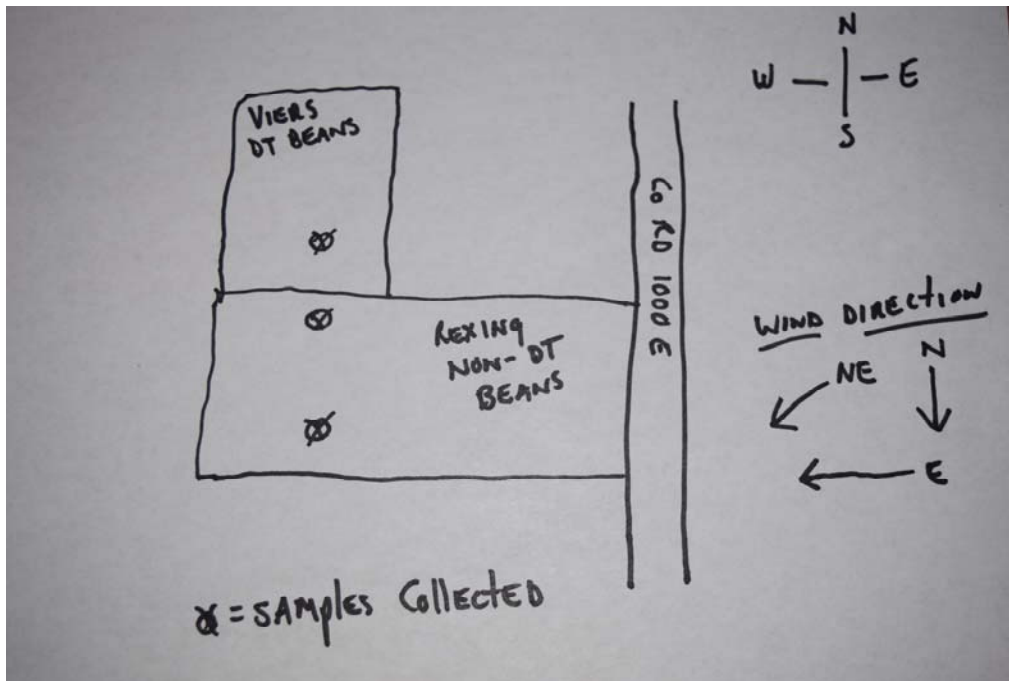 N
W E
S
VIERS
DT BEANS
Co RD 1000 E
REXING
NON-DT
BEANS
WIND DIRECTION
N
NE
E
= SAMPLES COLLECTED